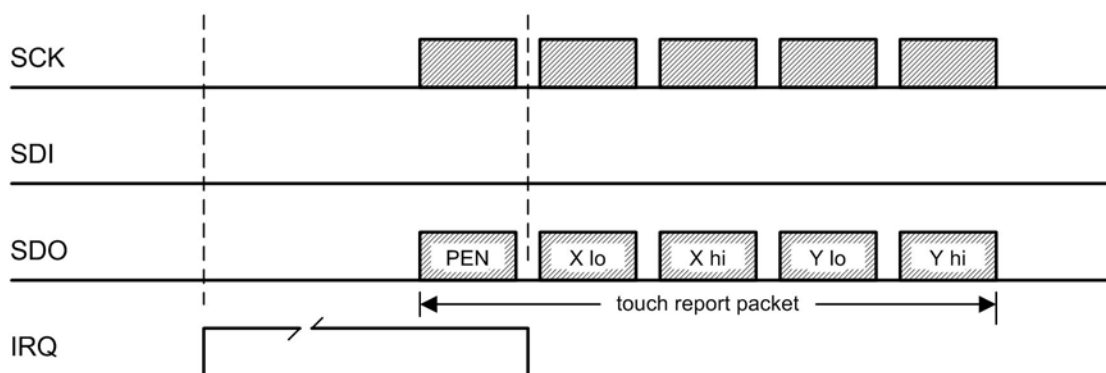 SCK
SDI
SDO
PEN X lo X hi Y lo Y hi
touch report packet
IRQ